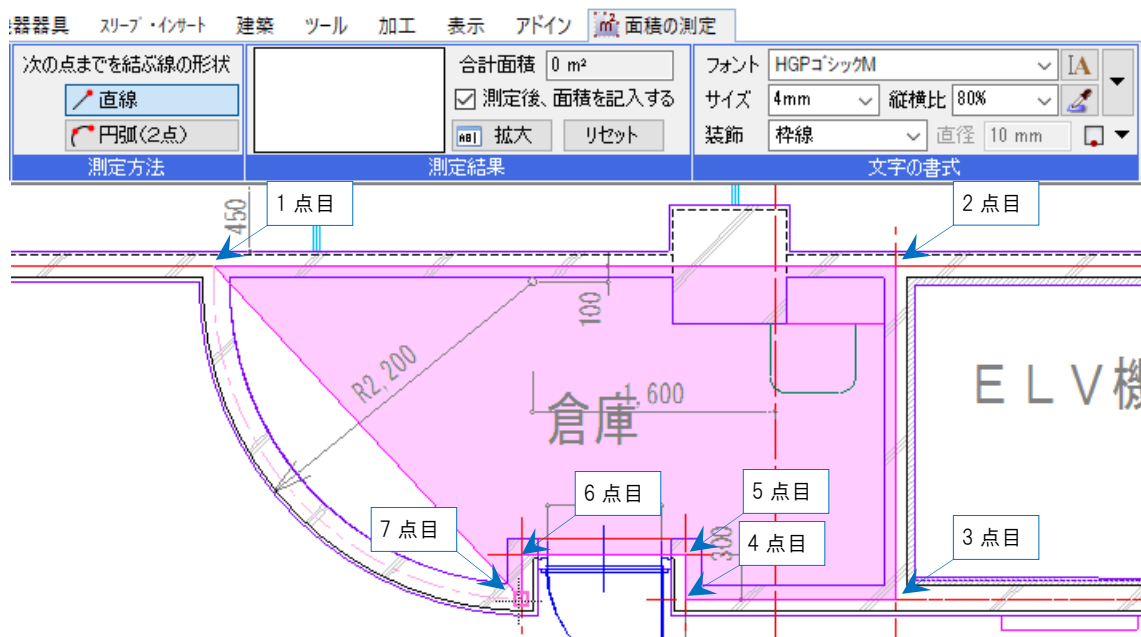 器器具 スリーブ・インサート 建築 ツール 加工 表示 アドイン 面積の測定
次の点までを結ぶ線の形状
直線
円弧(2点)
測定方法
合計面積 0 m²
測定後、面積を記入する
拡大 リセット
測定結果
フォント HGPゴシックM
サイズ 4mm 縦横比 80%
装飾 枠線 直径 10 mm
文字の書式
1点目
2点目
450
100
R2,200
1,600
倉庫
ELV機
6点目
5点目
7点目
300
4点目
3点目